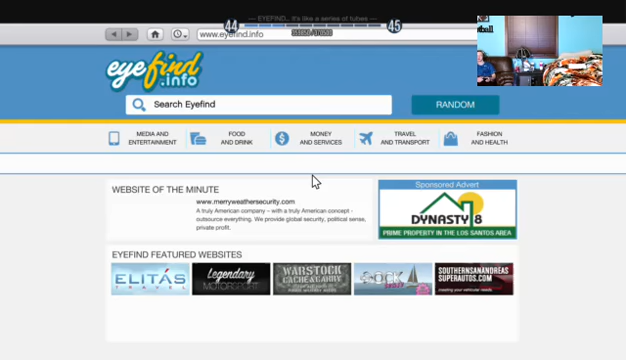 — EYEFIND... It's like a series of tubes —
44 45
www.eyefind.info
eyefind
.info
Search Eyefind
RANDOM
MEDIA AND ENTERTAINMENT
FOOD AND DRINK
MONEY AND SERVICES
TRAVEL AND TRANSPORT
FASHION AND HEALTH
WEBSITE OF THE MINUTE
www.merryweathersecurity.com
A truly American company – with a truly American concept -
outsource everything. We provide global security, political sense,
private profit.
Sponsored Advert
DYNASTY 8
PRIME PROPERTY IN THE LOS SANTOS AREA
EYEFIND FEATURED WEBSITES
ELITÁS
TRAVEL
Legendary
MOTORSPORT
WARSTOCK
CACHE & CARRY
SOUTHERNSANANDREAS
SUPERAUTOS.COM